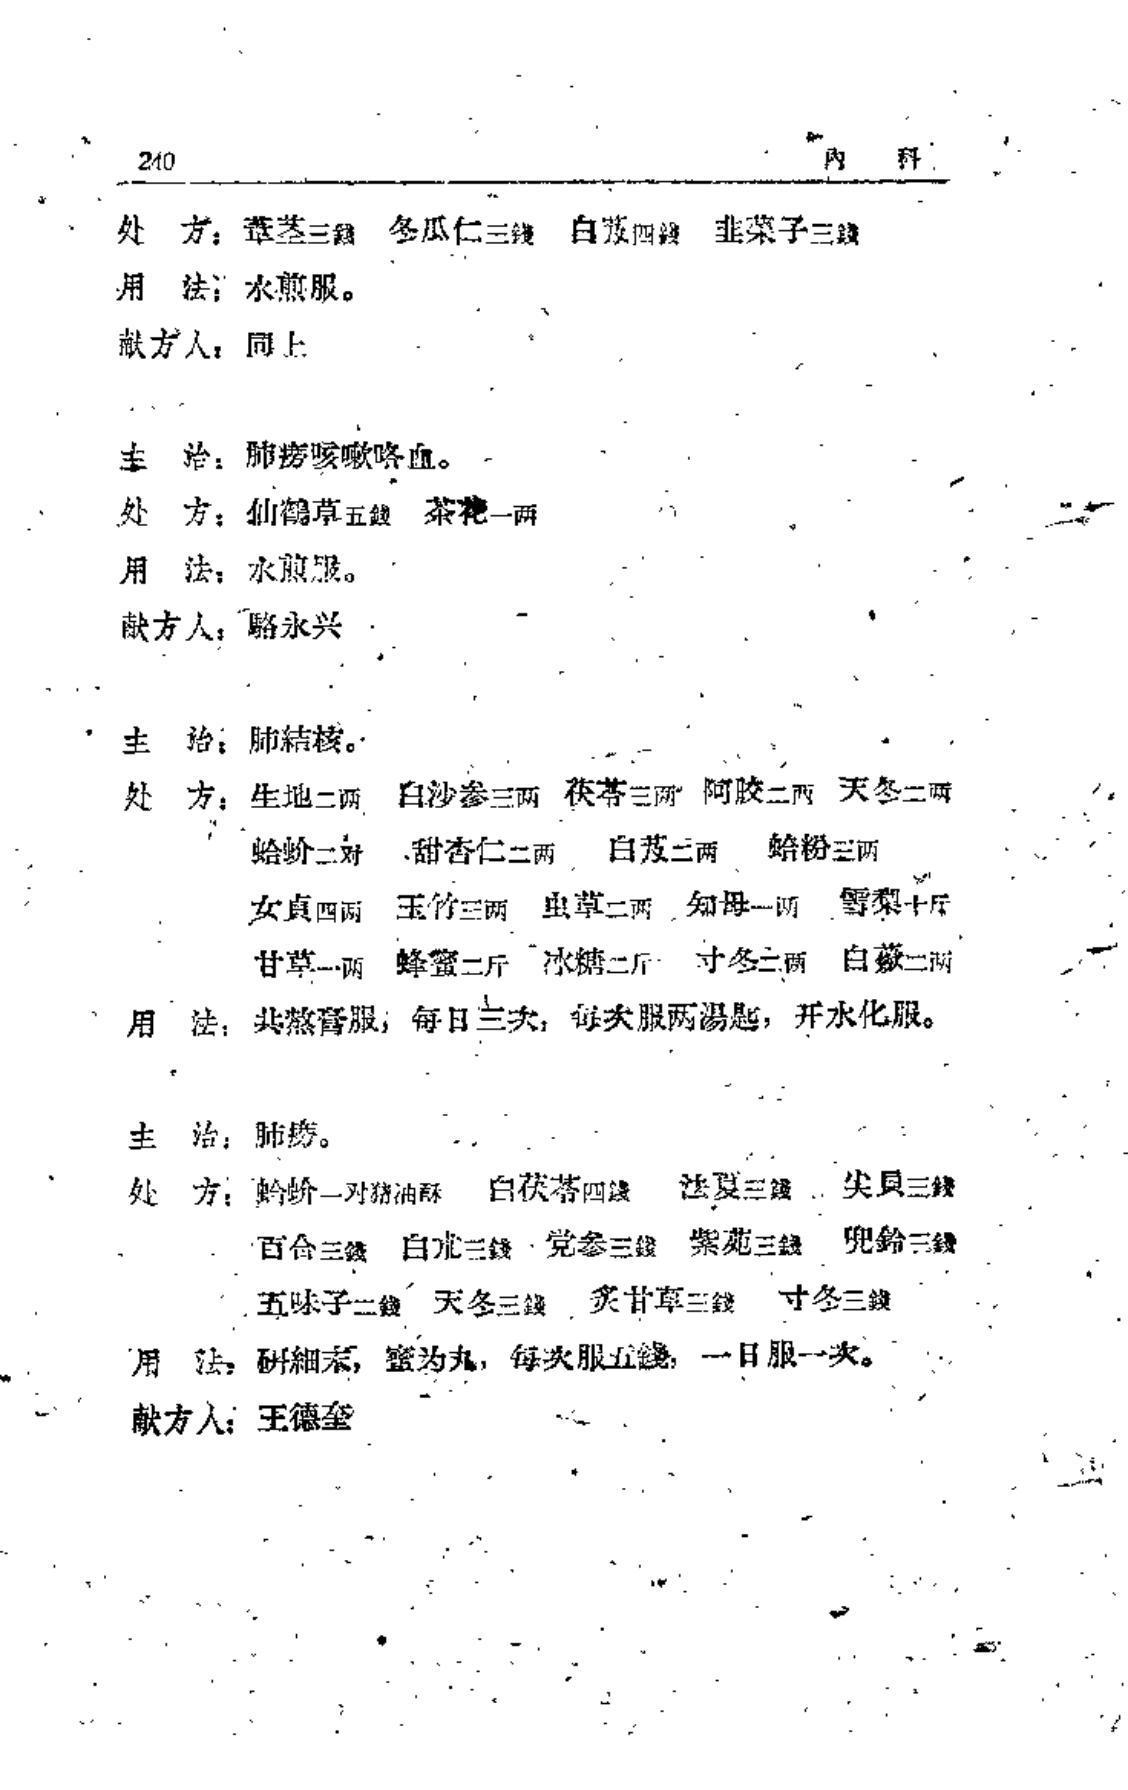 240 內 科
处 方：葦茎三錢 冬瓜仁三錢 白芨四錢 韭菜子三錢
用 法：水煎服。
献方人：同上
主 治：肺痨咳嗽咯血。
处 方：仙鶴草五錢 茶花一两
用 法：水煎服。
献方人：駱永兴
主 治：肺結核。
处 方：生地二两 白沙参三两 茯苓三两 阿胶二两 天冬二两
蛤蚧二对 甜杏仁二两 白芨三两 蛤粉三两
女貞四两 玉竹三两 虫草二两 知母一两 雪梨十斤
甘草一两 蜂蜜二斤 冰糖二斤 寸冬二两 白薇二两
用 法：共熬膏服，每日三次，每次服两湯匙，开水化服。
主 治：肺痨。
处 方：蛤蚧一对猪油酥 白茯苓四錢 法夏三錢 尖貝三錢
百合三錢 白朮三錢 党参三錢 紫苑三錢 兜鈴三錢
五味子二錢 天冬三錢 炙甘草三錢 寸冬三錢
用 法：研細末，蜜为丸，每次服五錢，一日服一次。
献方人：王德奎